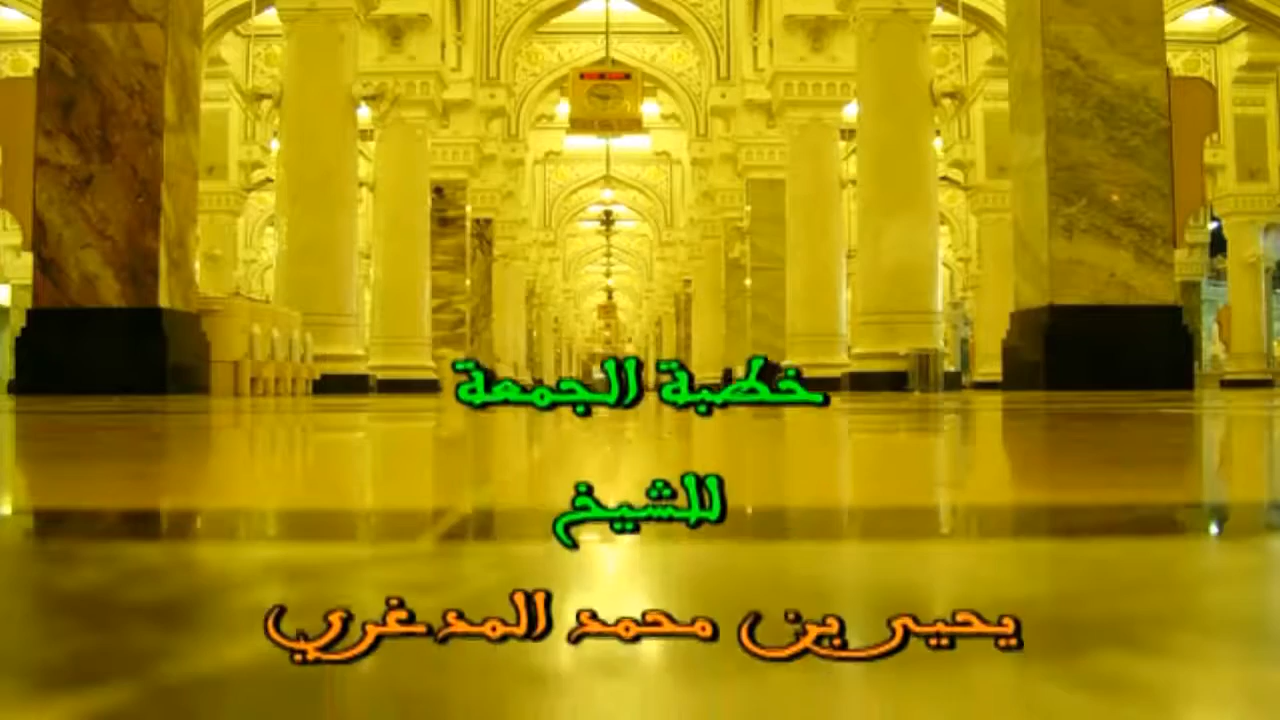 خطبة الجمعة
للشيخ
يحيى بن محمد المدغري